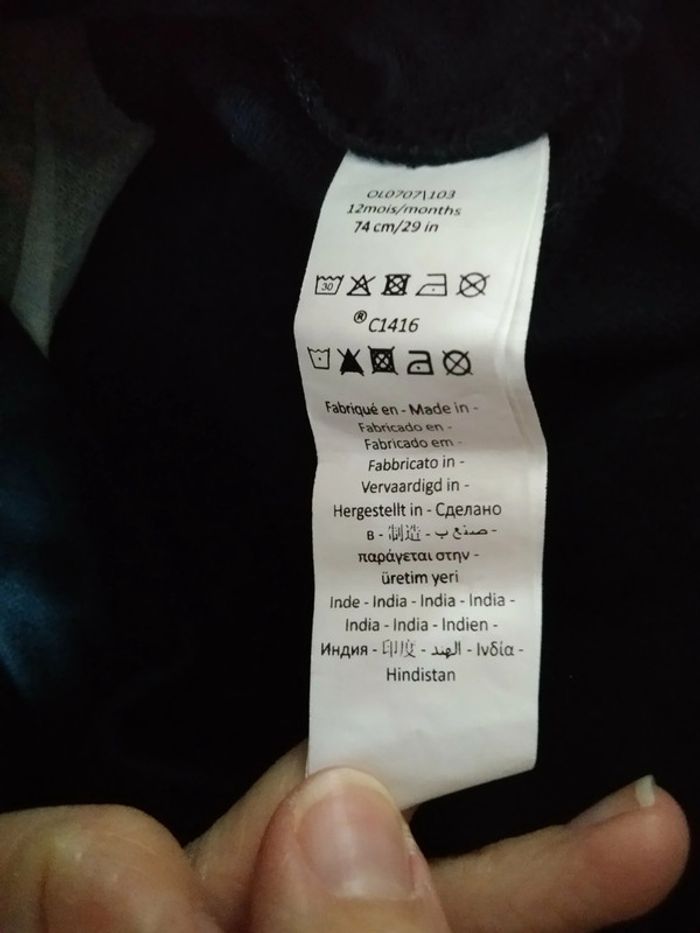 OL0707\103
12mois/months
74 cm/29 in
30
® C1416
Fabriqué en - Made in -
Fabricado en -
Fabricado em -
Fabbricato in -
Vervaardigd in -
Hergestellt in - Сделано
в - 制造 - صنع ب -
παράγεται στην -
üretim yeri
Inde - India - India - India -
India - India - Indien -
Индия - 印度 - الهند - Ινδία -
Hindistan